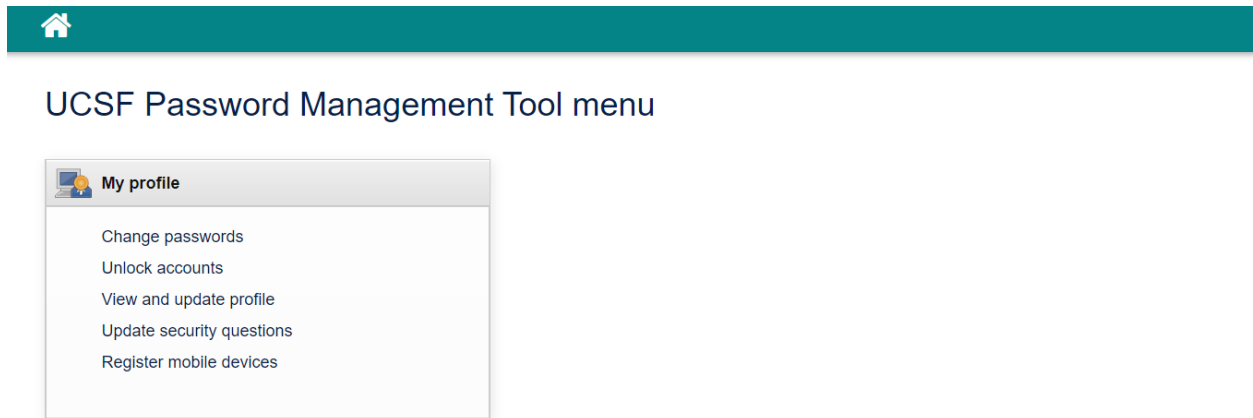 UCSF Password Management Tool menu
My profile
Change passwords
Unlock accounts
View and update profile
Update security questions
Register mobile devices